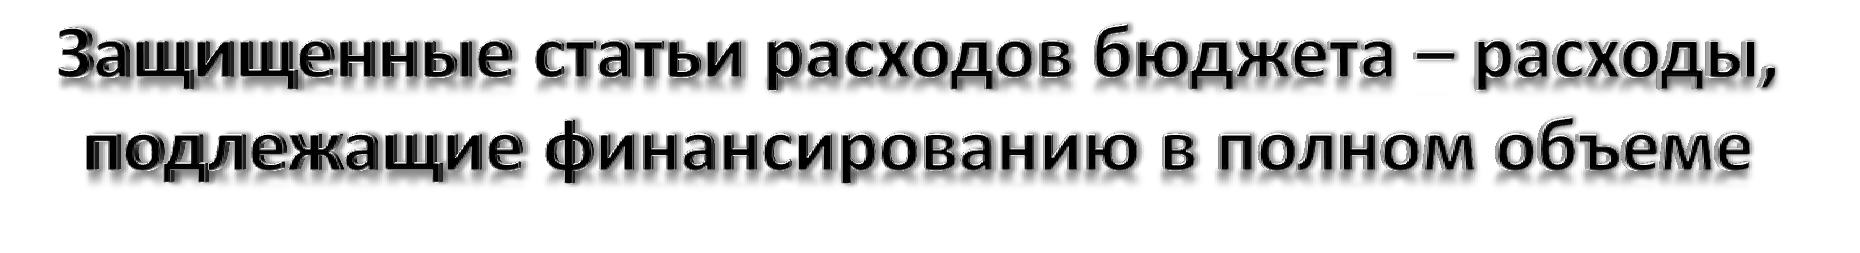 Защищенные статьи расходов бюджета – расходы,
подлежащие финансированию в полном объеме